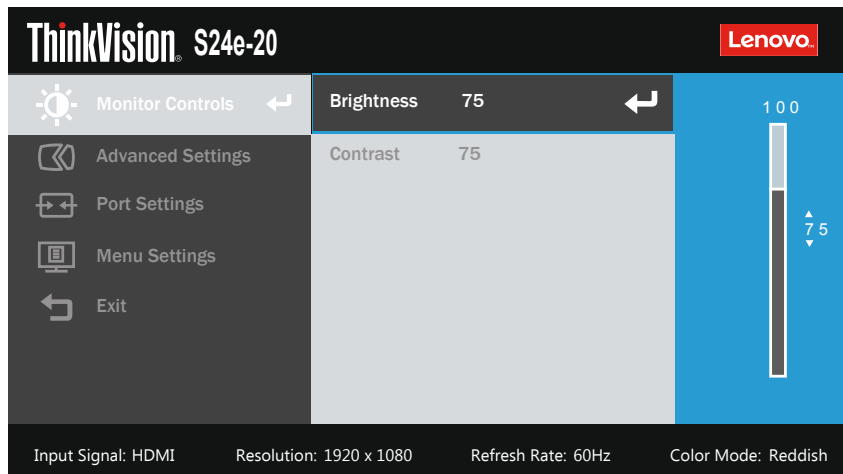 ThinkVision® S24e-20
Lenovo™
Monitor Controls
Brightness 75
100
Advanced Settings
Contrast 75
Port Settings
75
Menu Settings
Exit
Input Signal: HDMI Resolution: 1920 x 1080 Refresh Rate: 60Hz Color Mode: Reddish